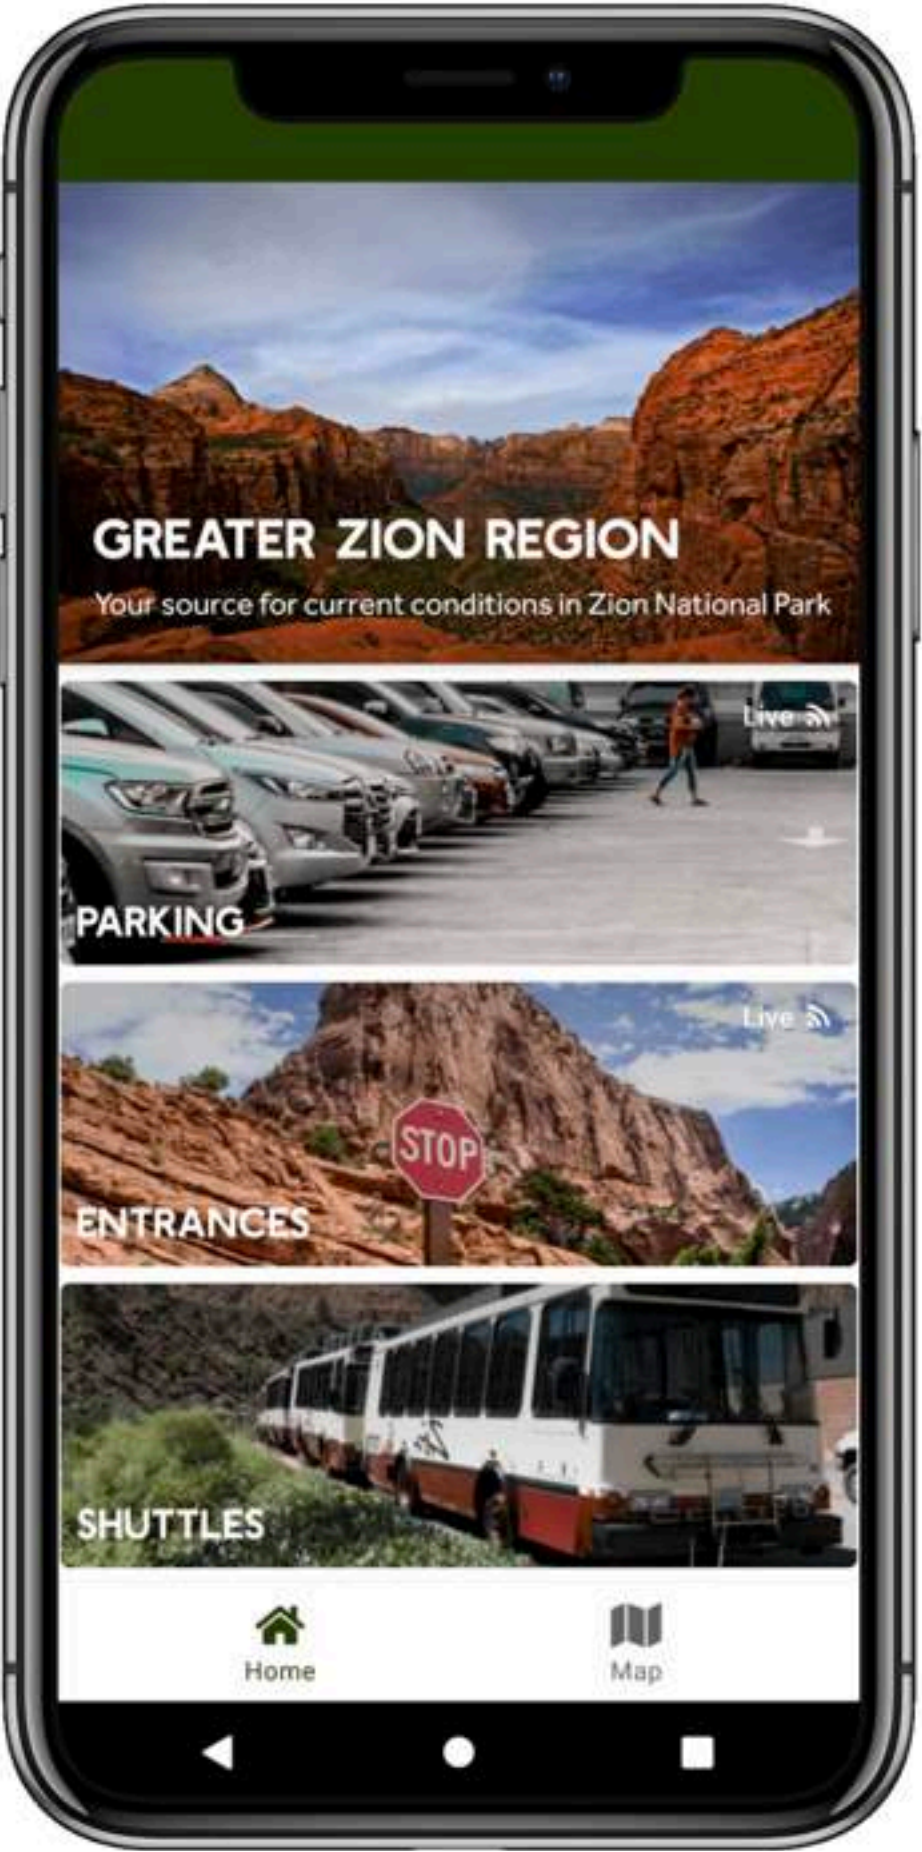 GREATER ZION REGION
Your source for current conditions in Zion National Park
Live
PARKING
Live
STOP
ENTRANCES
SHUTTLES
Home
Map